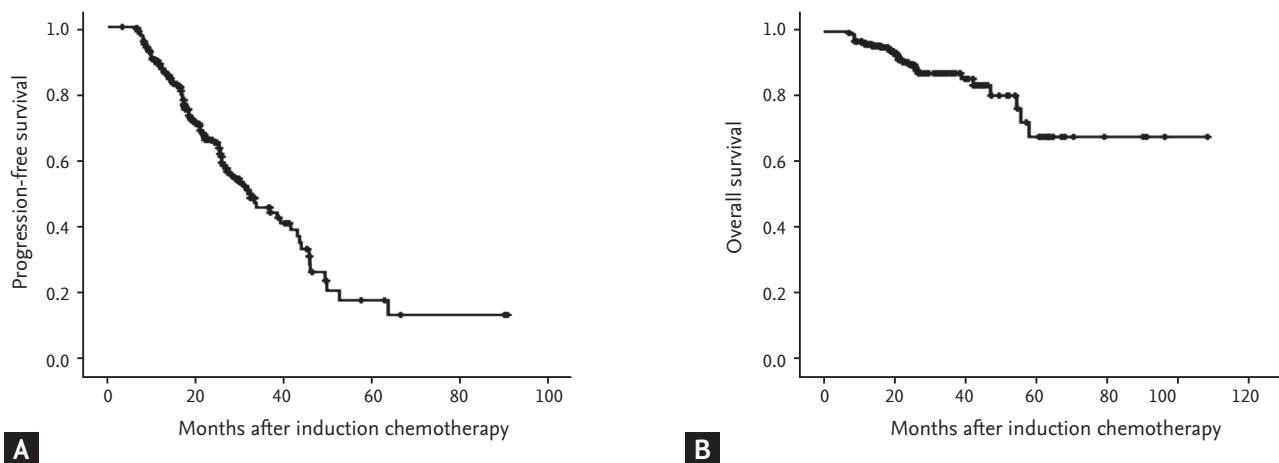 1.0
0.8
0.6
0.4
0.2
0.0
Progression-free survival
0 20 40 60 80 100
Months after induction chemotherapy
A
1.0
0.8
0.6
0.4
0.2
0.0
Overall survival
0 20 40 60 80 100 120
Months after induction chemotherapy
B